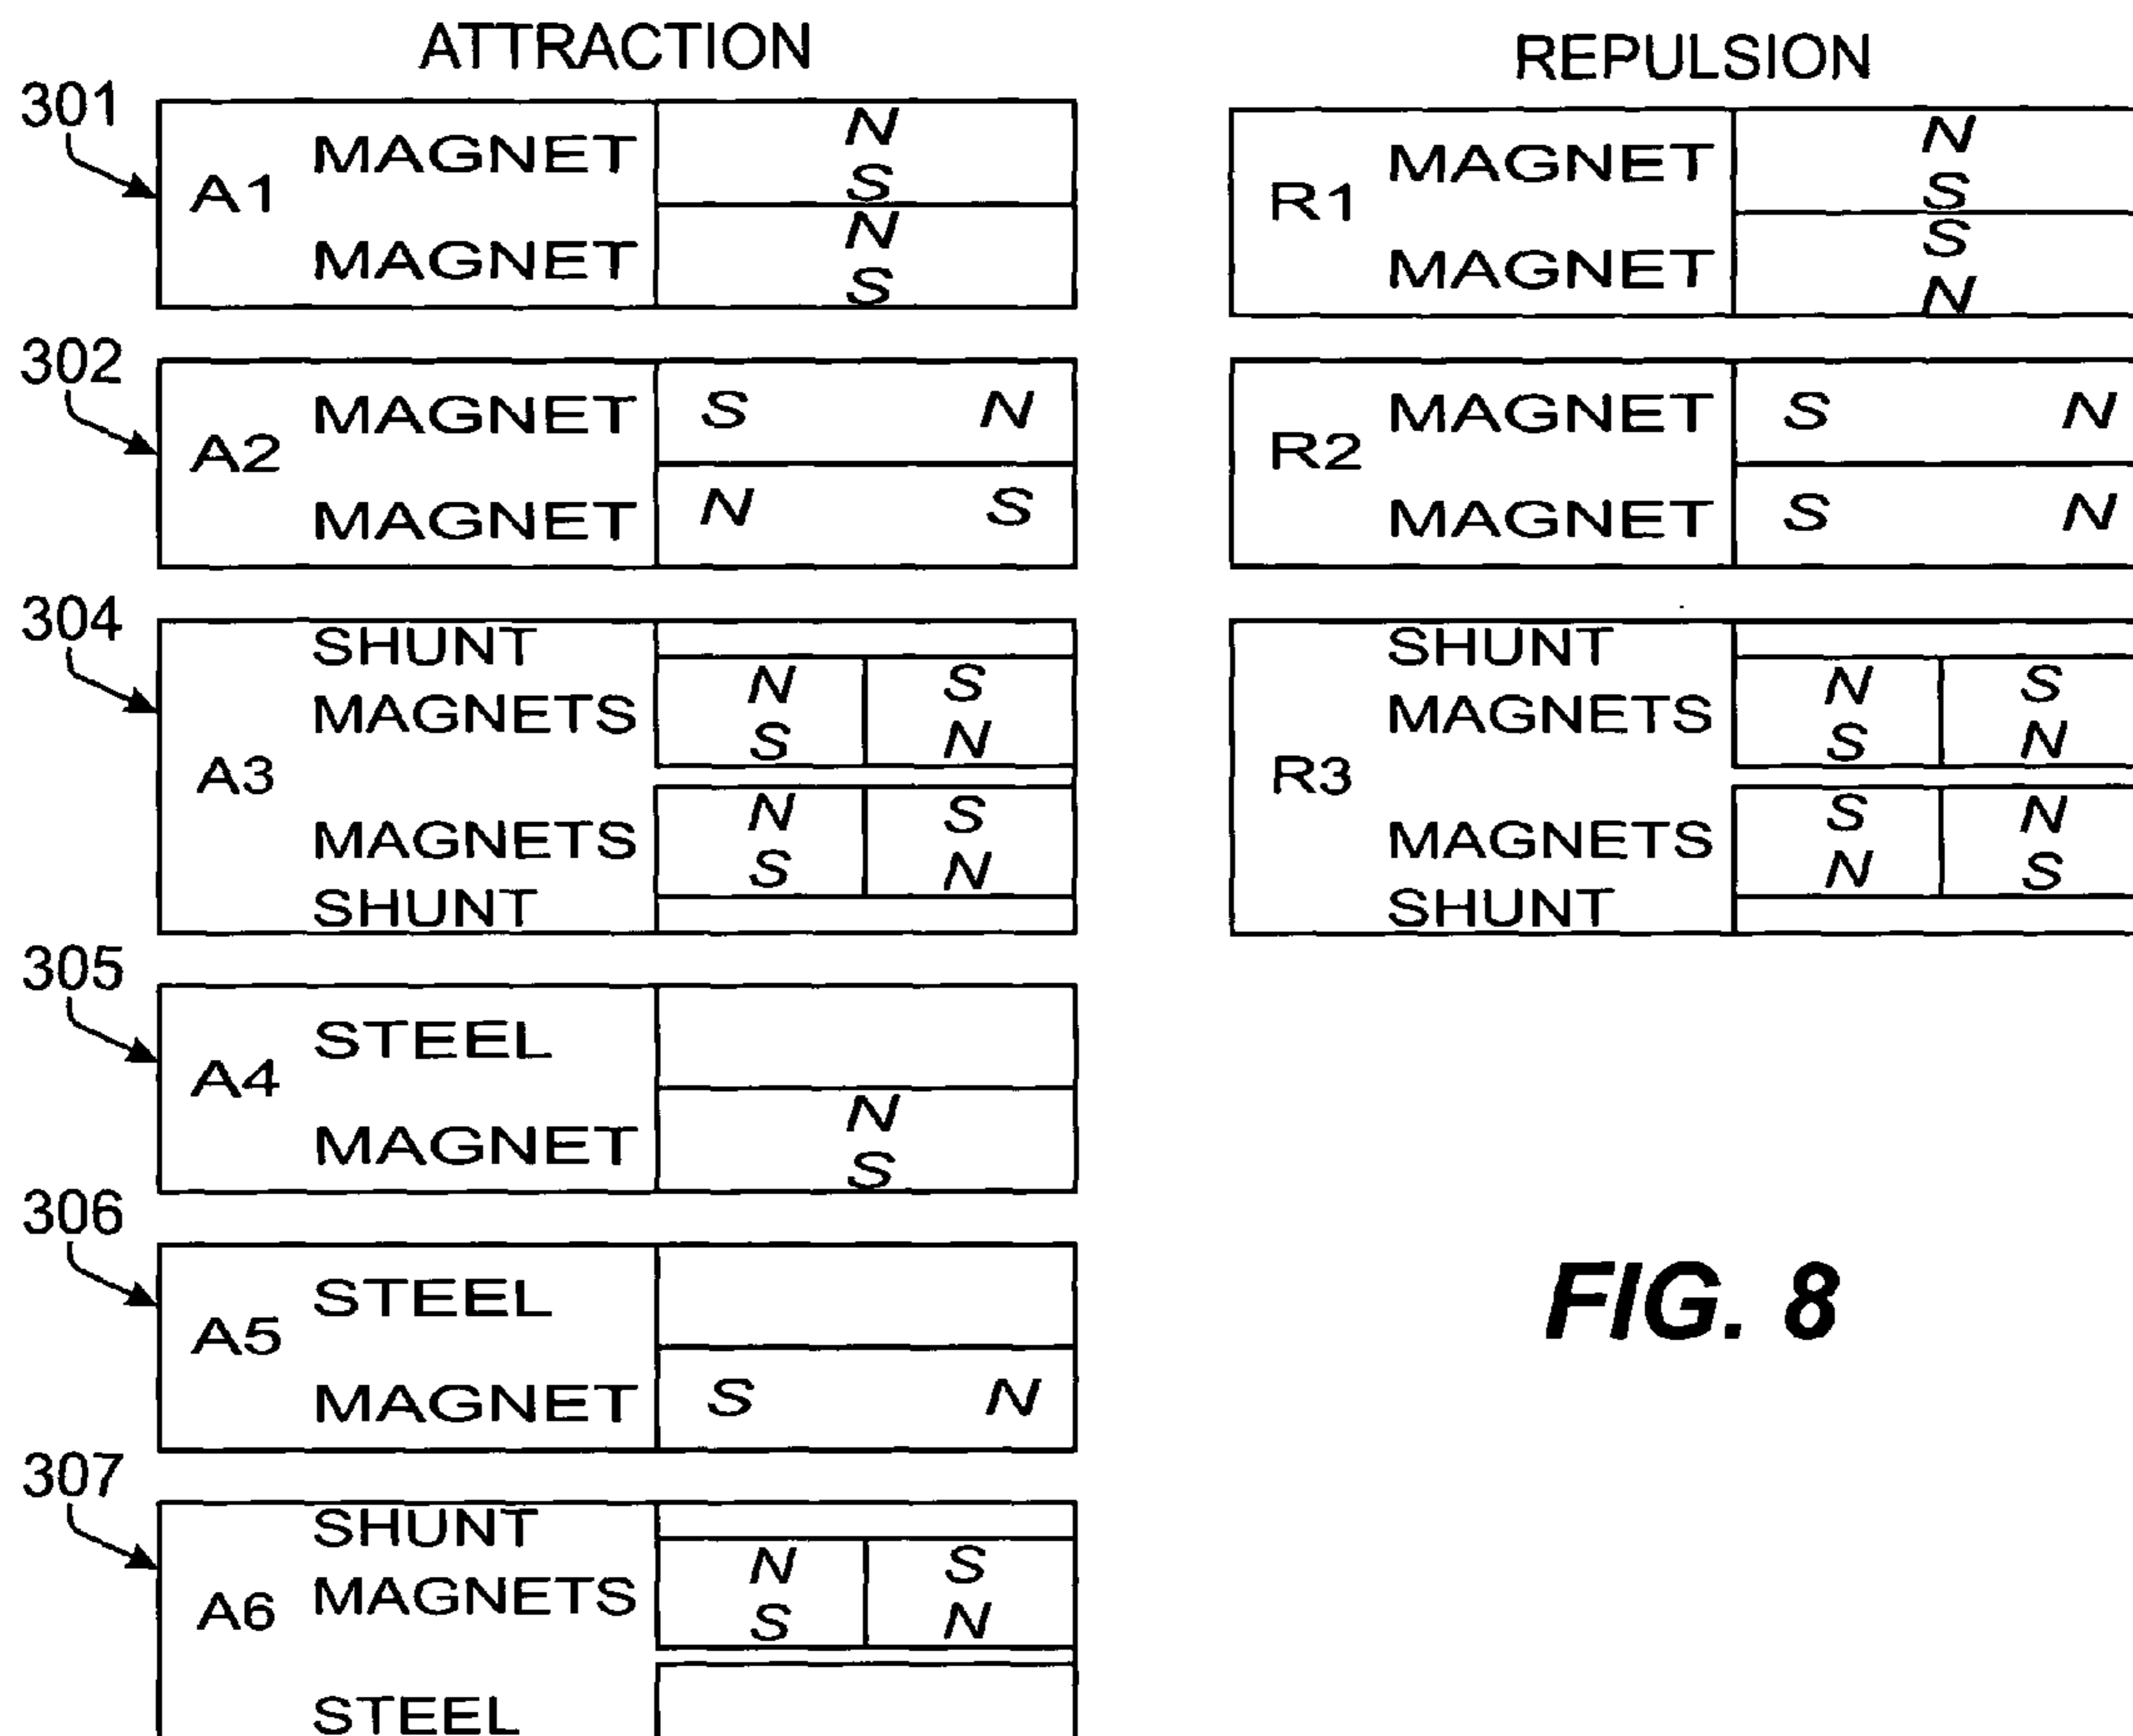 ATTRACTION
301
A1
MAGNET
N
S
MAGNET
N
S
302
A2
MAGNET
S N
MAGNET
N S
304
A3
SHUNT
MAGNETS
N S
S N
MAGNETS
N S
S N
SHUNT
305
A4
STEEL
MAGNET
N
S
306
A5
STEEL
MAGNET
S N
307
A6
SHUNT
MAGNETS
N S
S N
STEEL
REPULSION
R1
MAGNET
N
S
MAGNET
S
N
R2
MAGNET
S N
MAGNET
S N
R3
SHUNT
MAGNETS
N S
S N
MAGNETS
S N
N S
SHUNT
FIG. 8